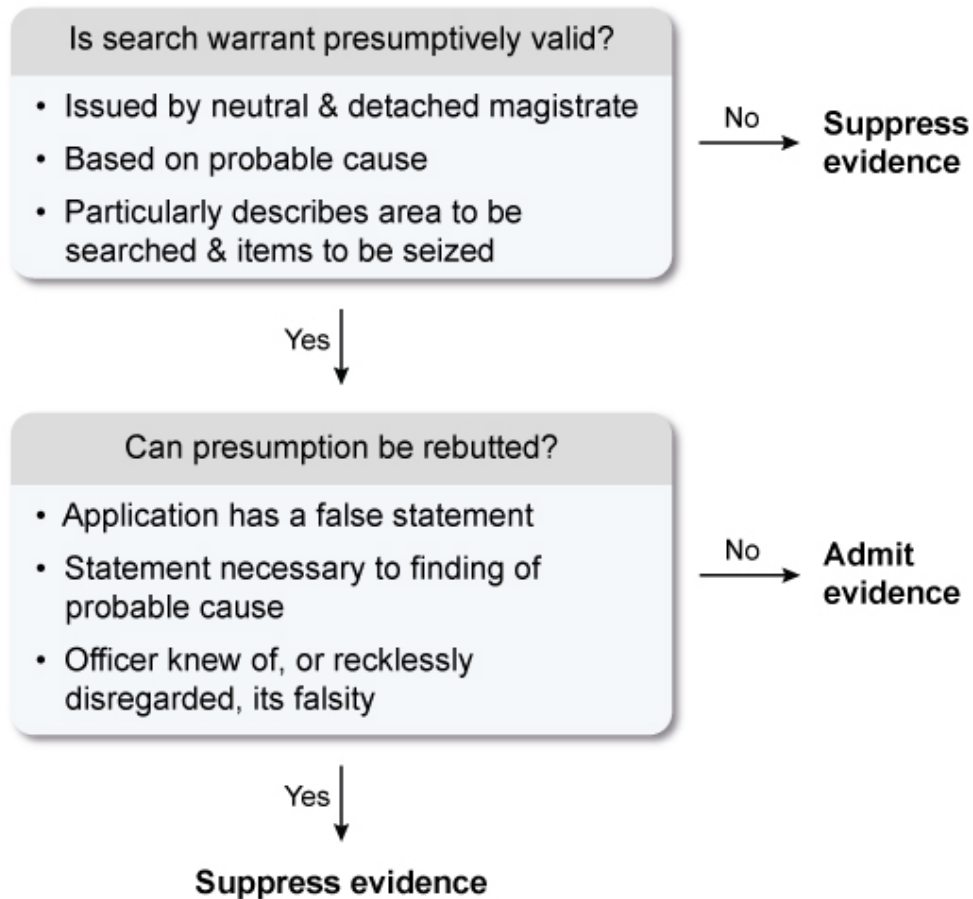 Is search warrant presumptively valid?
• Issued by neutral & detached magistrate
• Based on probable cause
• Particularly describes area to be
searched & items to be seized
No
Suppress
evidence
Yes
Can presumption be rebutted?
• Application has a false statement
• Statement necessary to finding of
probable cause
• Officer knew of, or recklessly
disregarded, its falsity
No
Admit
evidence
Yes
Suppress evidence